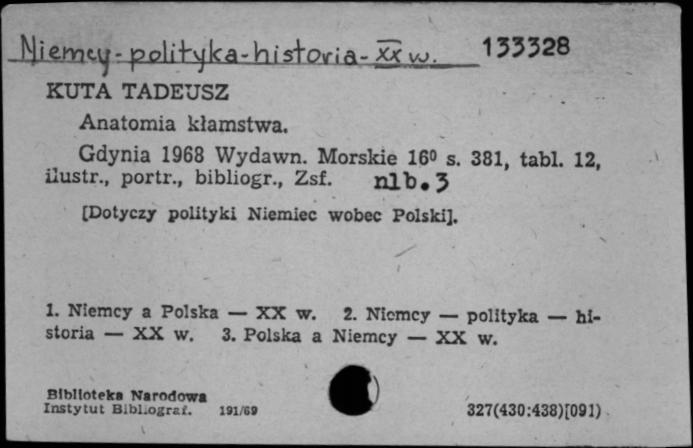 Niemcy-polityka-historia-XX w. 133328
KUTA TADEUSZ
Anatomia kłamstwa.
Gdynia 1968 Wydawn. Morskie 16⁰ s. 381, tabl. 12,
ilustr., portr., bibliogr., Zsf. nlb. 3
[Dotyczy polityki Niemiec wobec Polski].
1. Niemcy a Polska — XX w. 2. Niemcy — polityka — hi-
storia — XX w. 3. Polska a Niemcy — XX w.
Biblioteka Narodowa
Instytut Bibliograf. 191/69 327(430:438)[091)